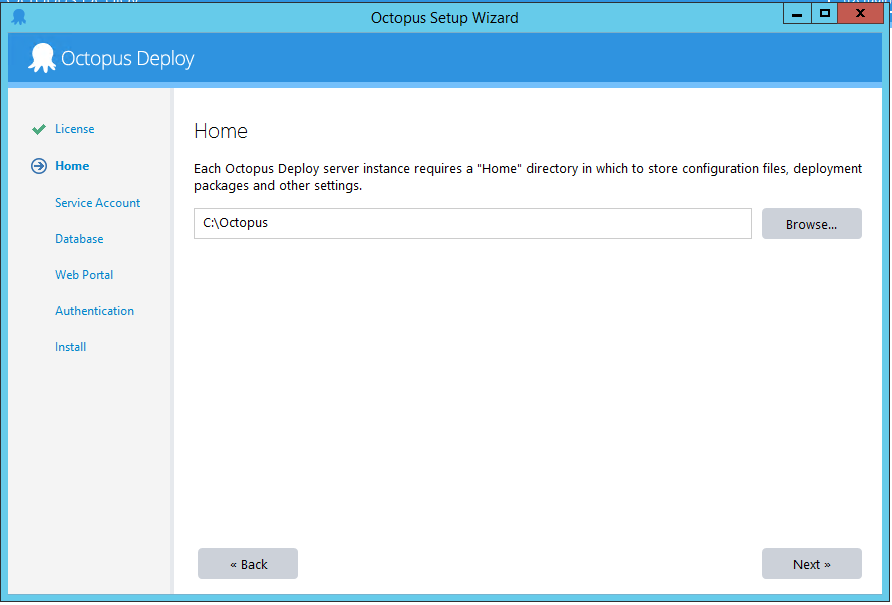 Octopus Setup Wizard
Octopus Deploy
License
Home
Service Account
Database
Web Portal
Authentication
Install
Home
Each Octopus Deploy server instance requires a "Home" directory in which to store configuration files, deployment
packages and other settings.
C:\Octopus
Browse...
« Back
Next »